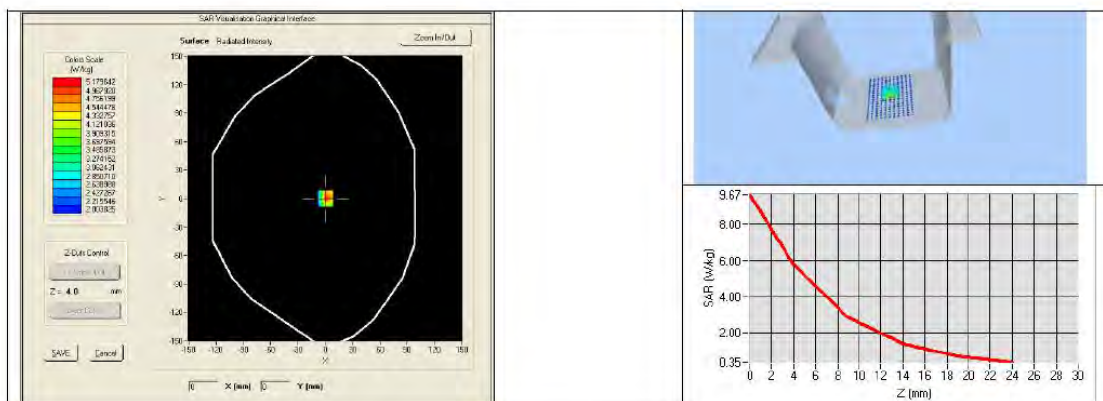 SAR Visualisation Graphical Interface
Surface Radiated Intensity
Zoom In/Out
Colors Scale
(W/kg)
5.179642
4.967920
4.756199
4.544478
4.332757
4.121036
3.909315
3.697594
3.485873
3.274152
3.062431
2.850710
2.638988
2.427267
2.215546
2.003825
150
120
90
60
30
0
-30
-60
-90
-120
-150
Y
-150 -120 -90 -60 -30 0 30 60 90 120 150
X
Z-Cuts Control
Z = 4.0 mm
SAVE Cancel
0 X (mm) 0 Y (mm)
9.67
8.00
6.00
4.00
2.00
0.35
SAR (W/kg)
0 2 4 6 8 10 12 14 16 18 20 22 24 26 28 30
Z (mm)